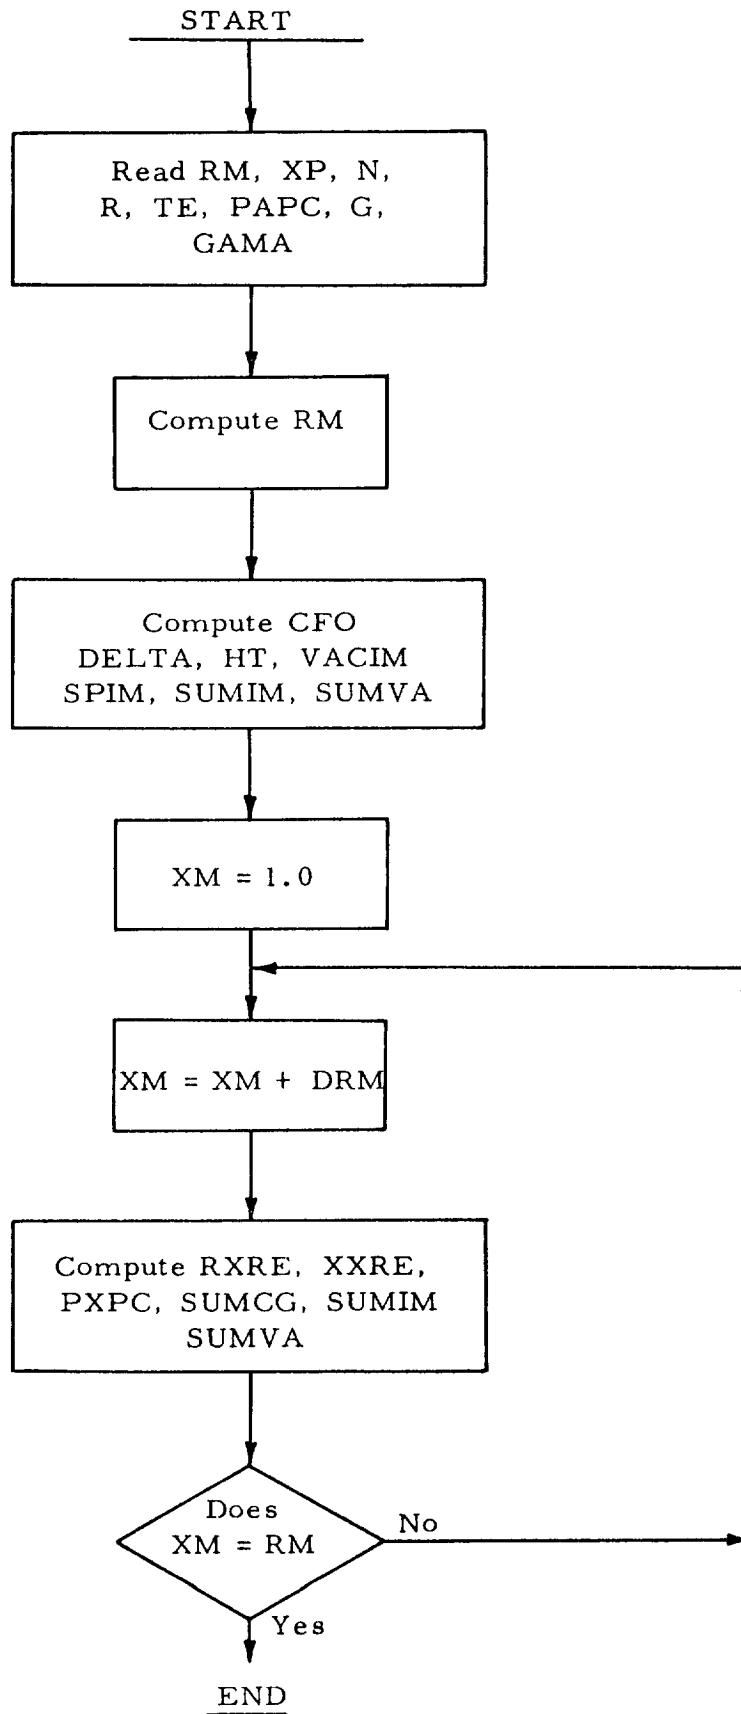 START
Read RM, XP, N,
R, TE, PAPC, G,
GAMA
Compute RM
Compute CFO
DELTA, HT, VACIM
SPIM, SUMIM, SUMVA
XM = 1.0
XM = XM + DRM
Compute RXRE, XXRE,
PXPC, SUMCG, SUMIM
SUMVA
Does
XM = RM
No
Yes
END